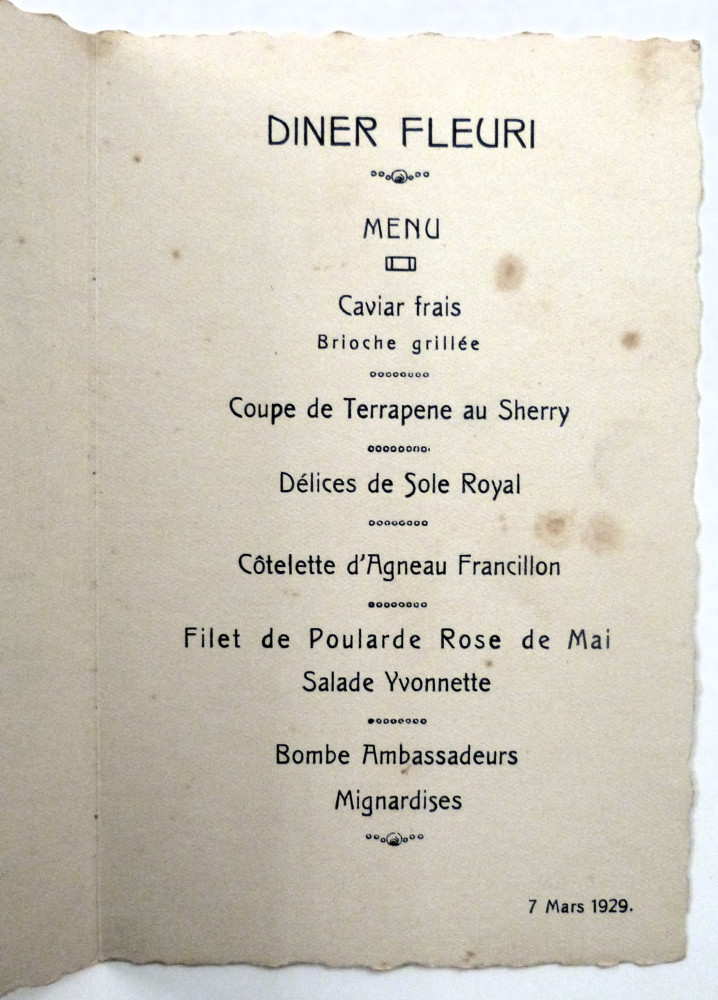 DINER FLEURI
MENU
Caviar frais
Brioche grillée
Coupe de Terrapene au Sherry
Délices de Sole Royal
Côtelette d'Agneau Francillon
Filet de Poularde Rose de Mai
Salade Yvonnette
Bombe Ambassadeurs
Mignardises
7 Mars 1929.